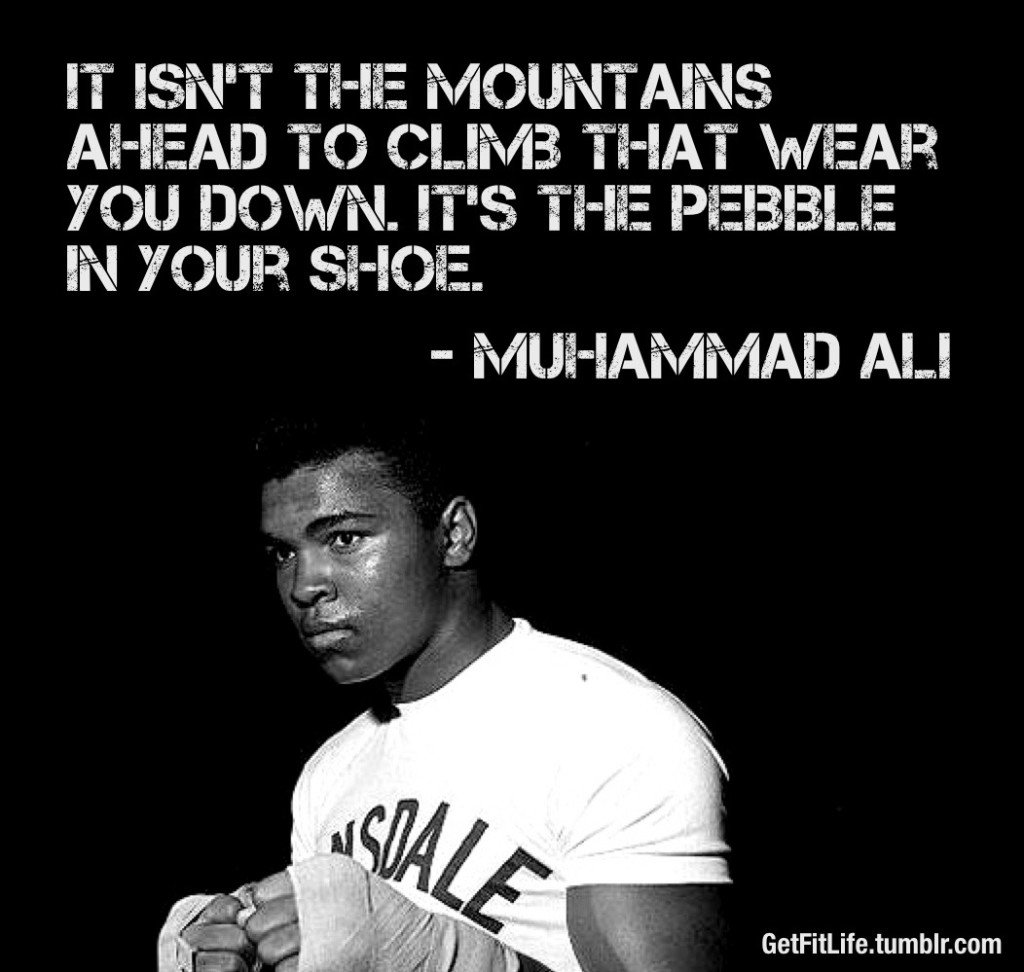 IT ISN'T THE MOUNTAINS
AHEAD TO CLIMB THAT WEAR
YOU DOWN. IT'S THE PEBBLE
IN YOUR SHOE.
- MUHAMMAD ALI
NSDALE
GetFitLife.tumblr.com